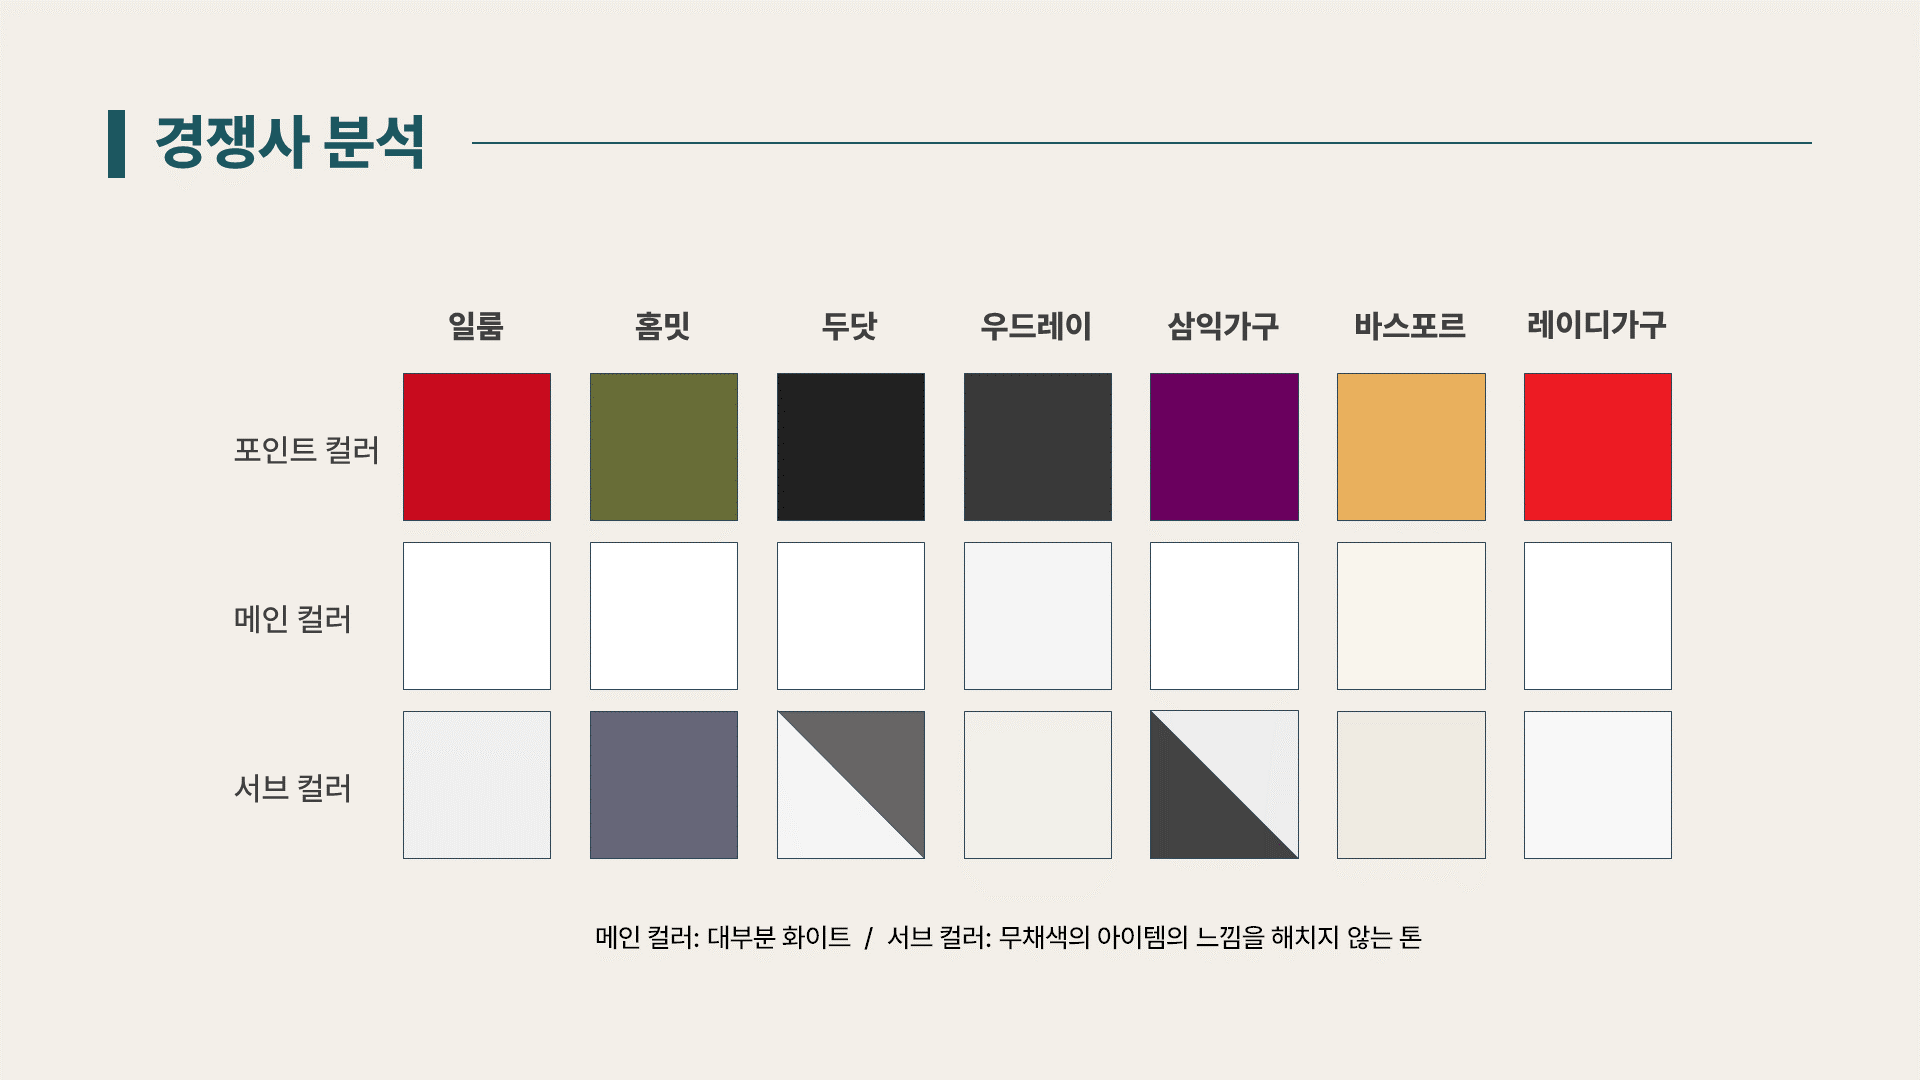 경쟁사 분석
일룸 홈밋 두닷 우드레이 삼익가구 바스포르 레이디가구
포인트 컬러
메인 컬러
서브 컬러
메인 컬러: 대부분 화이트 / 서브 컬러: 무채색의 아이템의 느낌을 해치지 않는 톤